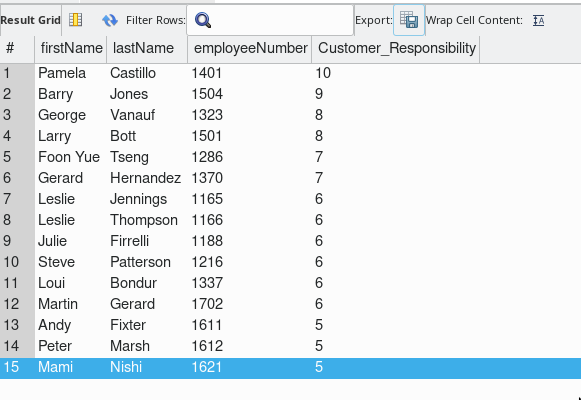 Result Grid Filter Rows: Export: Wrap Cell Content: IA
# firstName lastName employeeNumber Customer_Responsibility
1 Pamela Castillo 1401 10
2 Barry Jones 1504 9
3 George Vanauf 1323 8
4 Larry Bott 1501 8
5 Foon Yue Tseng 1286 7
6 Gerard Hernandez 1370 7
7 Leslie Jennings 1165 6
8 Leslie Thompson 1166 6
9 Julie Firrelli 1188 6
10 Steve Patterson 1216 6
11 Loui Bondur 1337 6
12 Martin Gerard 1702 6
13 Andy Fixter 1611 5
14 Peter Marsh 1612 5
15 Mami Nishi 1621 5